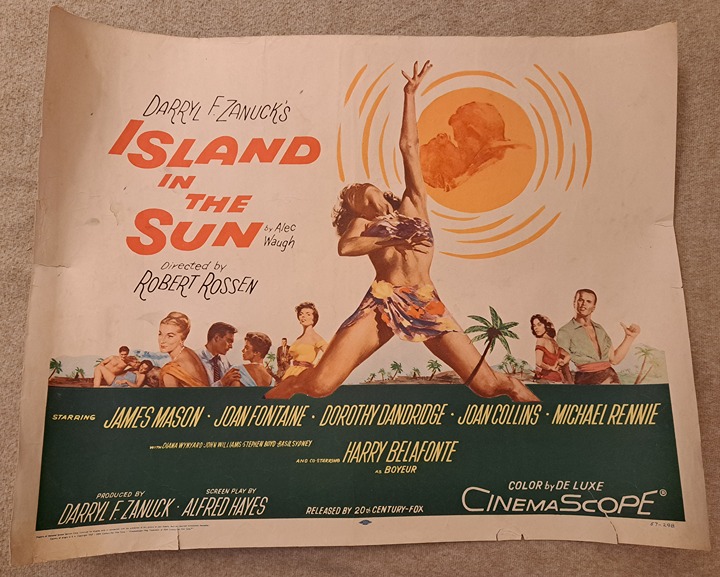 DARRYL F. ZANUCK'S
ISLAND
IN
THE
SUN
by Alec
Waugh
Directed by
ROBERT ROSSEN
STARRING JAMES MASON · JOAN FONTAINE · DOROTHY DANDRIDGE · JOAN COLLINS · MICHAEL RENNIE
WITH DIANA WYNYARD · JOHN WILLIAMS · STEPHEN BOYD · BASIL SYDNEY
AND CO-STARRING HARRY BELAFONTE
AS BOYEUR
PRODUCED BY
DARRYL F. ZANUCK
SCREEN PLAY BY
ALFRED HAYES
RELEASED BY 20th CENTURY-FOX
COLOR by DE LUXE
CINEMASCOPE®
57-298